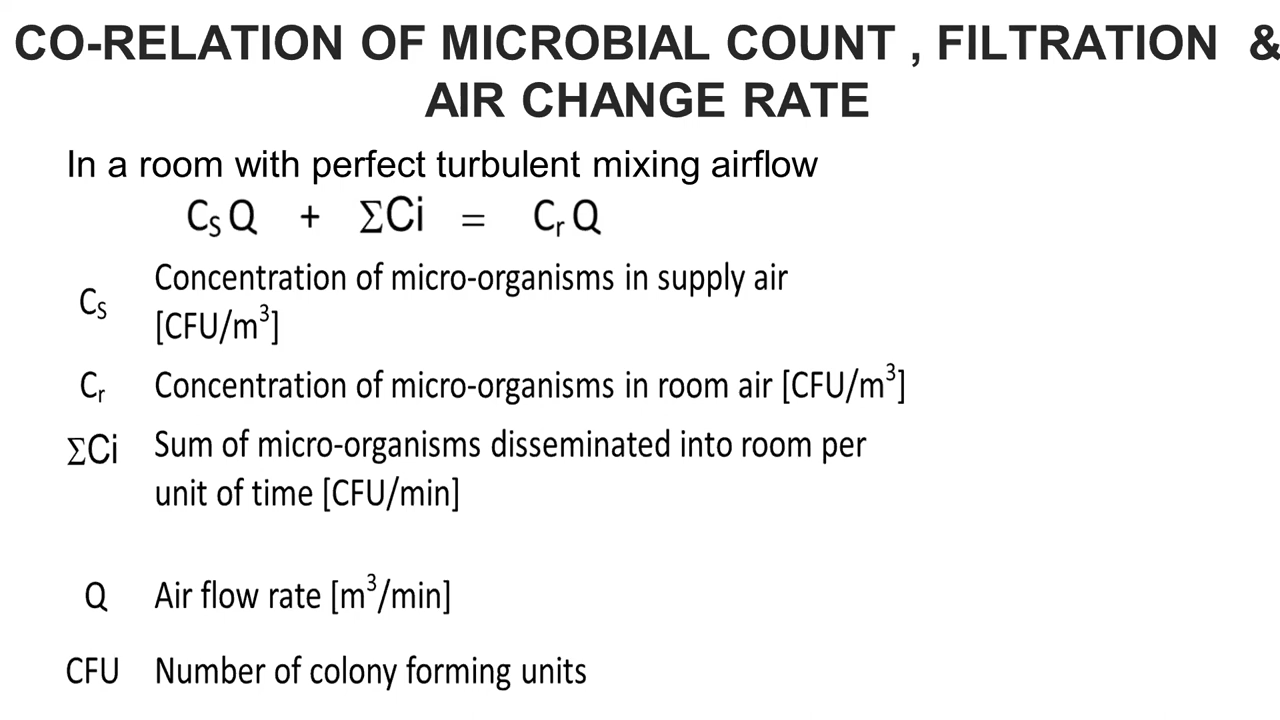 CO-RELATION OF MICROBIAL COUNT , FILTRATION &
AIR CHANGE RATE
In a room with perfect turbulent mixing airflow
CₛQ + ΣCi = CᵣQ
Cₛ Concentration of micro-organisms in supply air
[CFU/m³]
Cᵣ Concentration of micro-organisms in room air [CFU/m³]
ΣCi Sum of micro-organisms disseminated into room per
unit of time [CFU/min]
Q Air flow rate [m³/min]
CFU Number of colony forming units